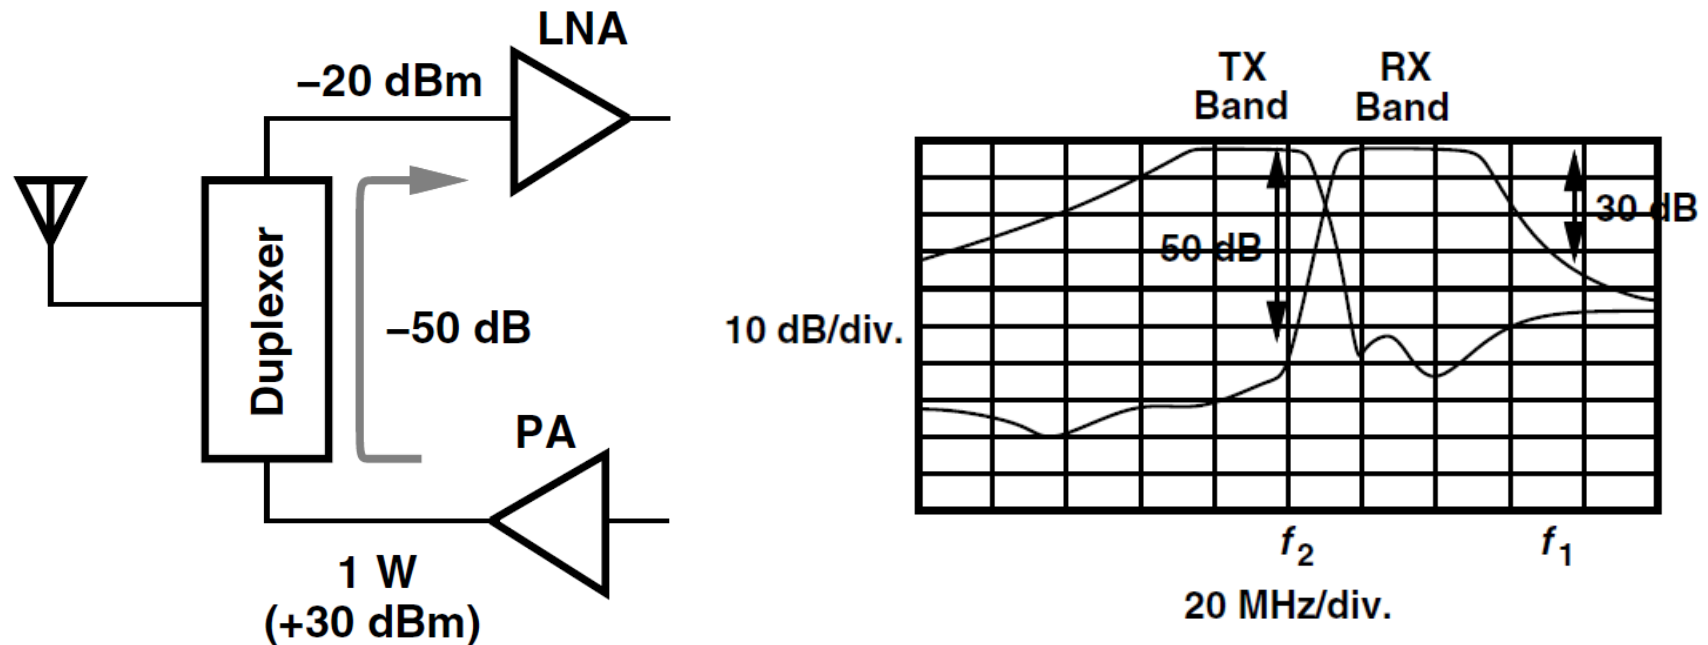 LNA
–20 dBm
Duplexer
–50 dB
PA
1 W
(+30 dBm)
TX
Band
RX
Band
50 dB
30 dB
10 dB/div.
f2
f1
20 MHz/div.